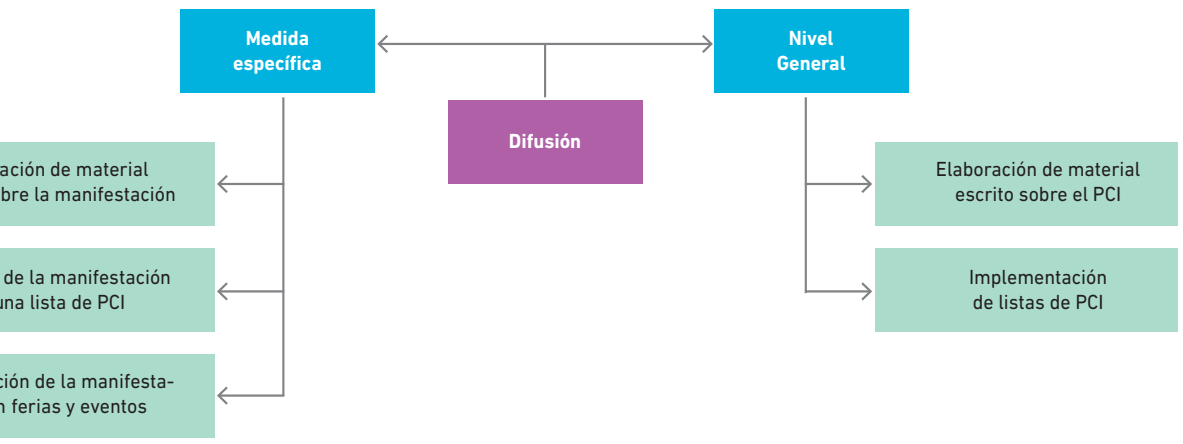 Medida
específica
Nivel
General
Difusión
ación de material
bre la manifestación
de la manifestación
una lista de PCI
ción de la manifesta-
ferias y eventos
Elaboración de material
escrito sobre el PCI
Implementación
de listas de PCI